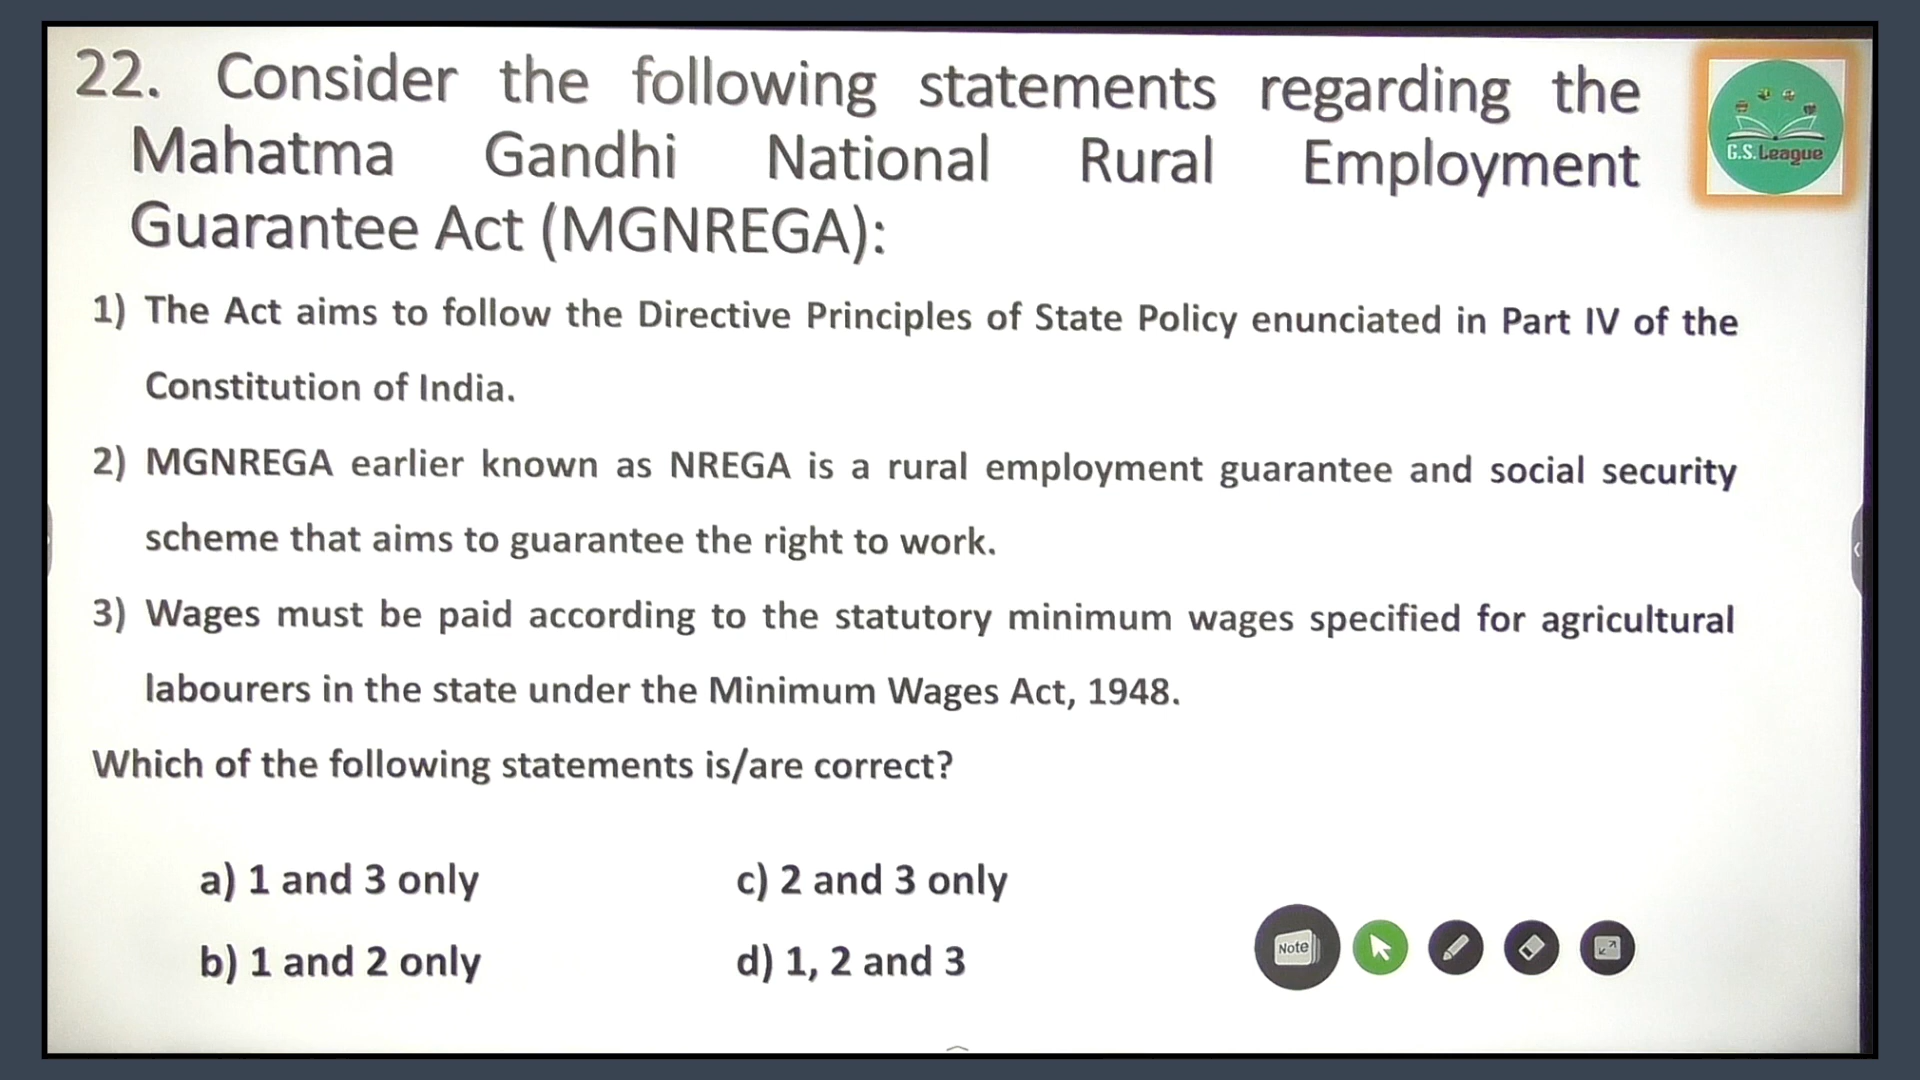 22. Consider the following statements regarding the
Mahatma Gandhi National Rural Employment
Guarantee Act (MGNREGA):
G.S.League
1) The Act aims to follow the Directive Principles of State Policy enunciated in Part IV of the
Constitution of India.
2) MGNREGA earlier known as NREGA is a rural employment guarantee and social security
scheme that aims to guarantee the right to work.
3) Wages must be paid according to the statutory minimum wages specified for agricultural
labourers in the state under the Minimum Wages Act, 1948.
Which of the following statements is/are correct?
a) 1 and 3 only
c) 2 and 3 only
b) 1 and 2 only
d) 1, 2 and 3
Note